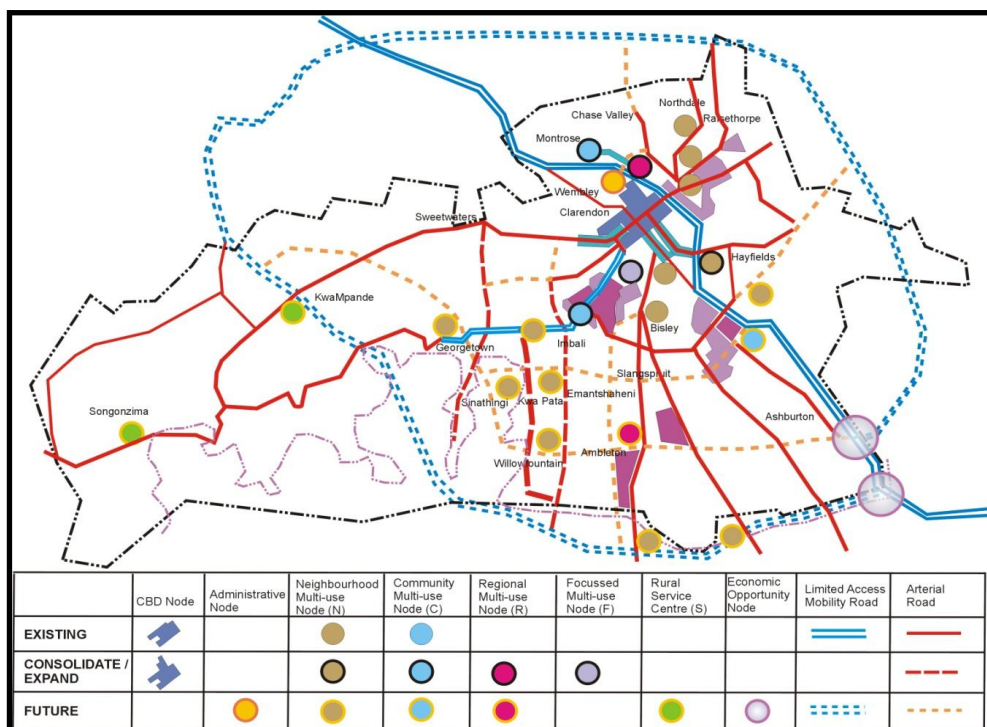 Northdale
Raisethorpe
Chase Valley
Montrose
Wembley
Clarendon
Sweetwaters
Hayfields
KwaMpande
Bisley
Imbali
Georgetown
Slangspruit
Sinathingi
Kwa Pata
Emantshaheni
Songonzima
Ashburton
Willowfountain
Ambleton
CBD Node
Administrative
Node
Neighbourhood
Multi-use
Node (N)
Community
Multi-use
Node (C)
Regional
Multi-use
Node (R)
Focussed
Multi-use
Node (F)
Rural
Service
Centre (S)
Economic
Opportunity
Node
Limited Access
Mobility Road
Arterial
Road
EXISTING
CONSOLIDATE /
EXPAND
FUTURE